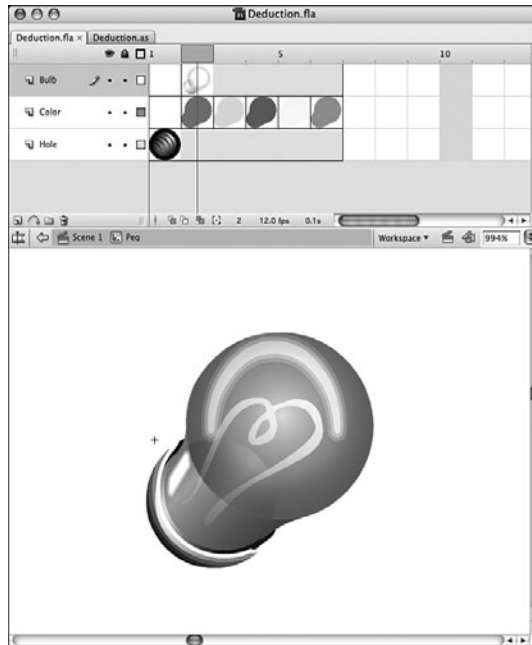 Deduction.fla
Deduction.fla × Deduction.as
1 5 10
Bulb
Color
Hole
2 12.0 fps 0.1s
Scene 1 Peg Workspace 994%